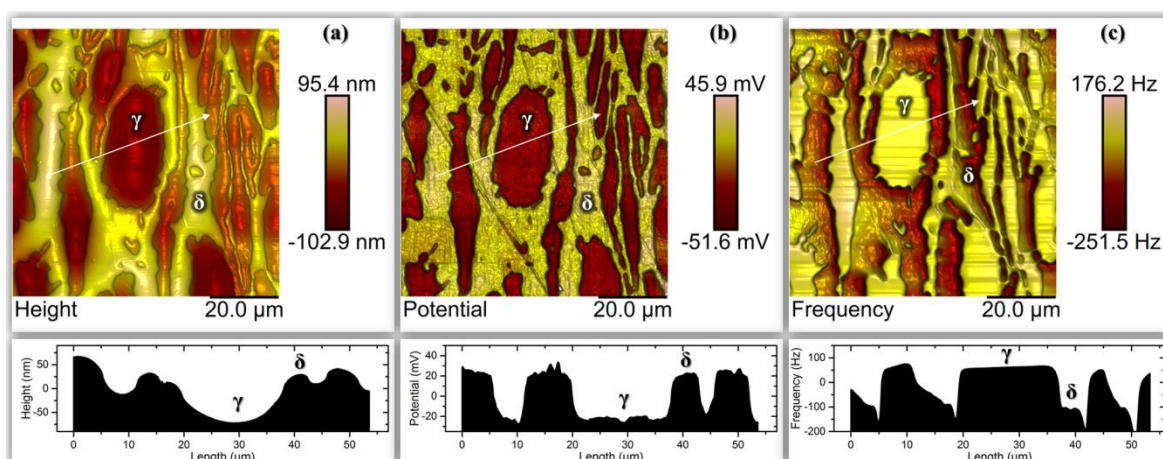 (a)
γ
δ
95.4 nm
-102.9 nm
Height
20.0 µm
(b)
γ
δ
45.9 mV
-51.6 mV
Potential
20.0 µm
(c)
γ
δ
176.2 Hz
-251.5 Hz
Frequency
20.0 µm
Height (nm)
50
0
-50
γ
δ
0 10 20 30 40 50
Length (µm)
Potential (mV)
40
20
0
-20
γ
δ
0 10 20 30 40 50
Length (µm)
Frequency (Hz)
100
0
-100
-200
γ
δ
0 10 20 30 40 50
Length (µm)